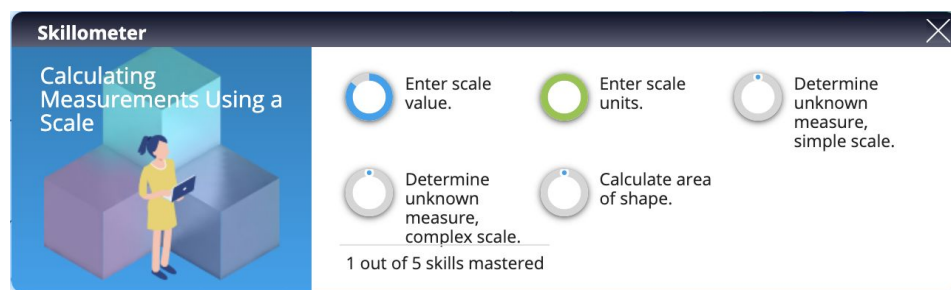 Skillometer
Calculating
Measurements Using a
Scale
Enter scale
value.
Enter scale
units.
Determine
unknown
measure,
simple scale.
Determine
unknown
measure,
complex scale.
Calculate area
of shape.
1 out of 5 skills mastered